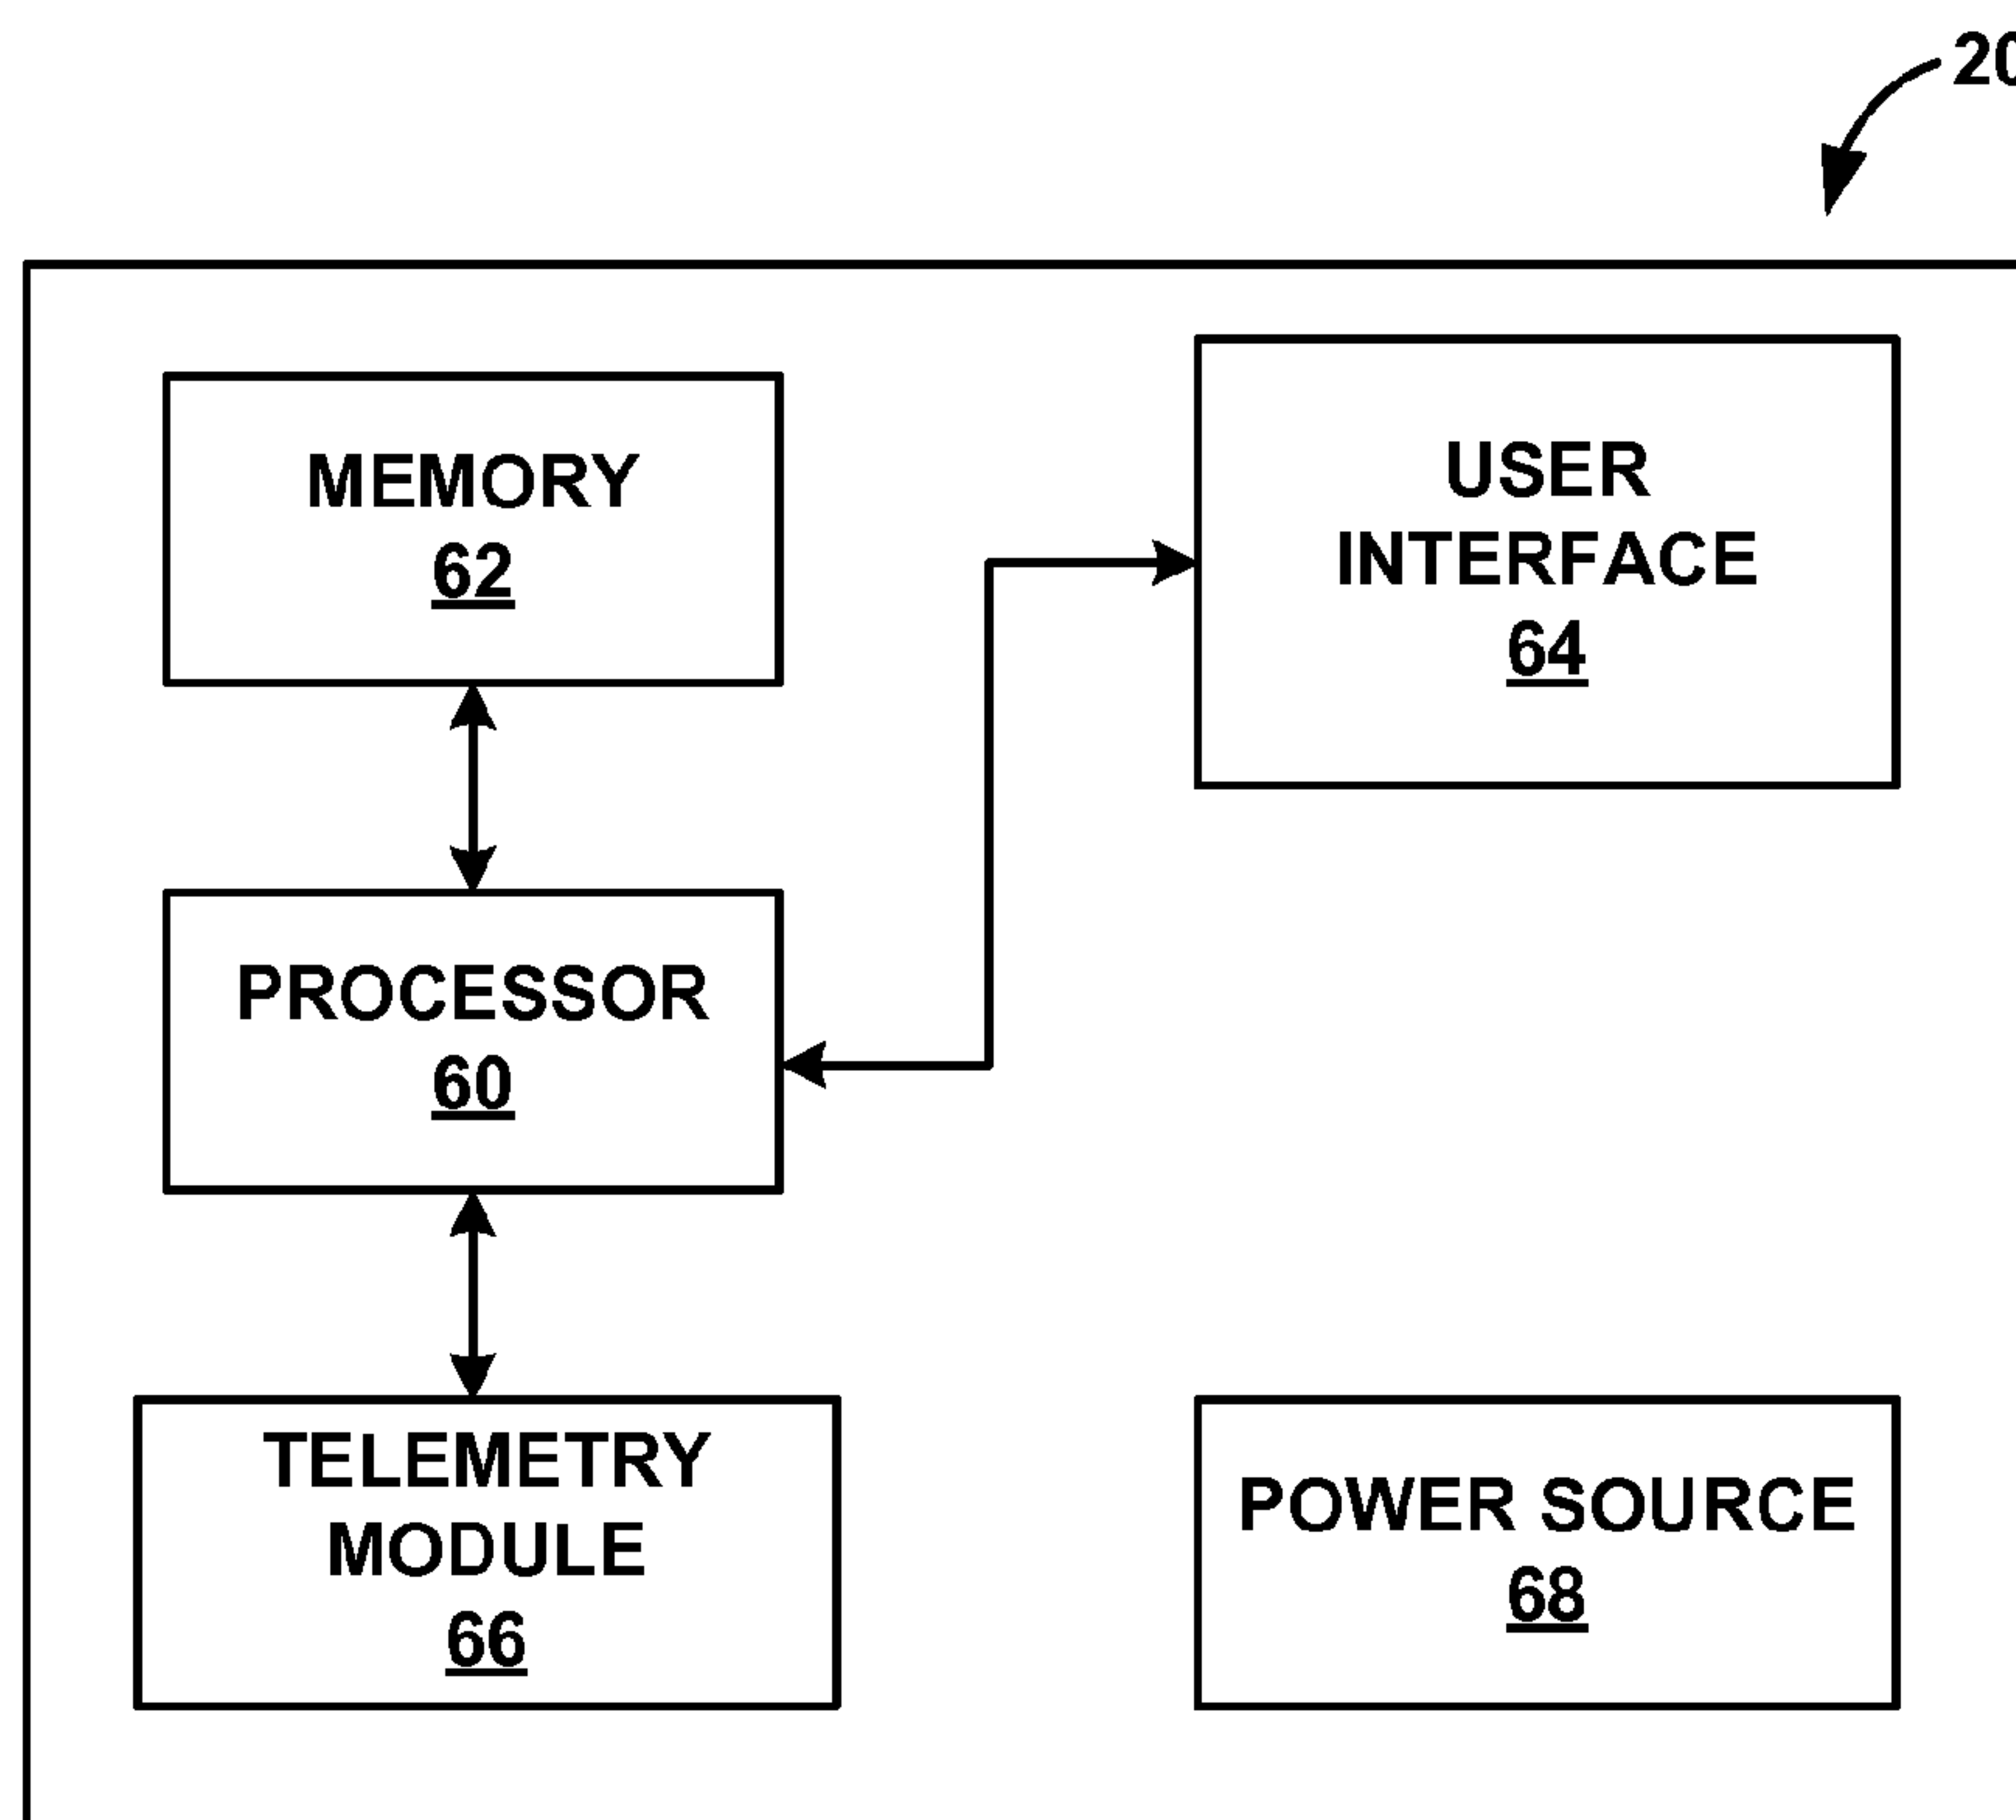 20
MEMORY
62
USER
INTERFACE
64
PROCESSOR
60
TELEMETRY
MODULE
66
POWER SOURCE
68